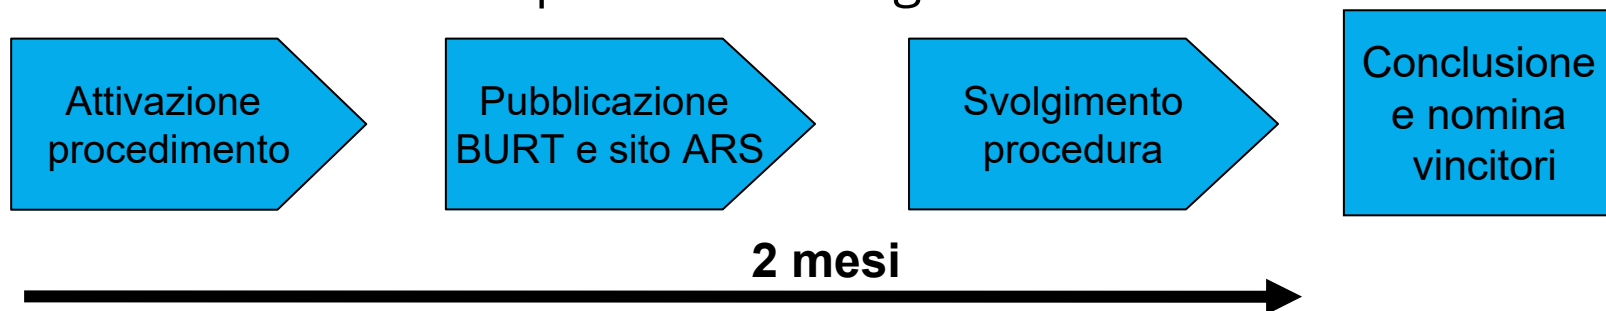 Attivazione
procedimento
Pubblicazione
BURT e sito ARS
Svolgimento
procedura
Conclusione
e nomina
vincitori
2 mesi